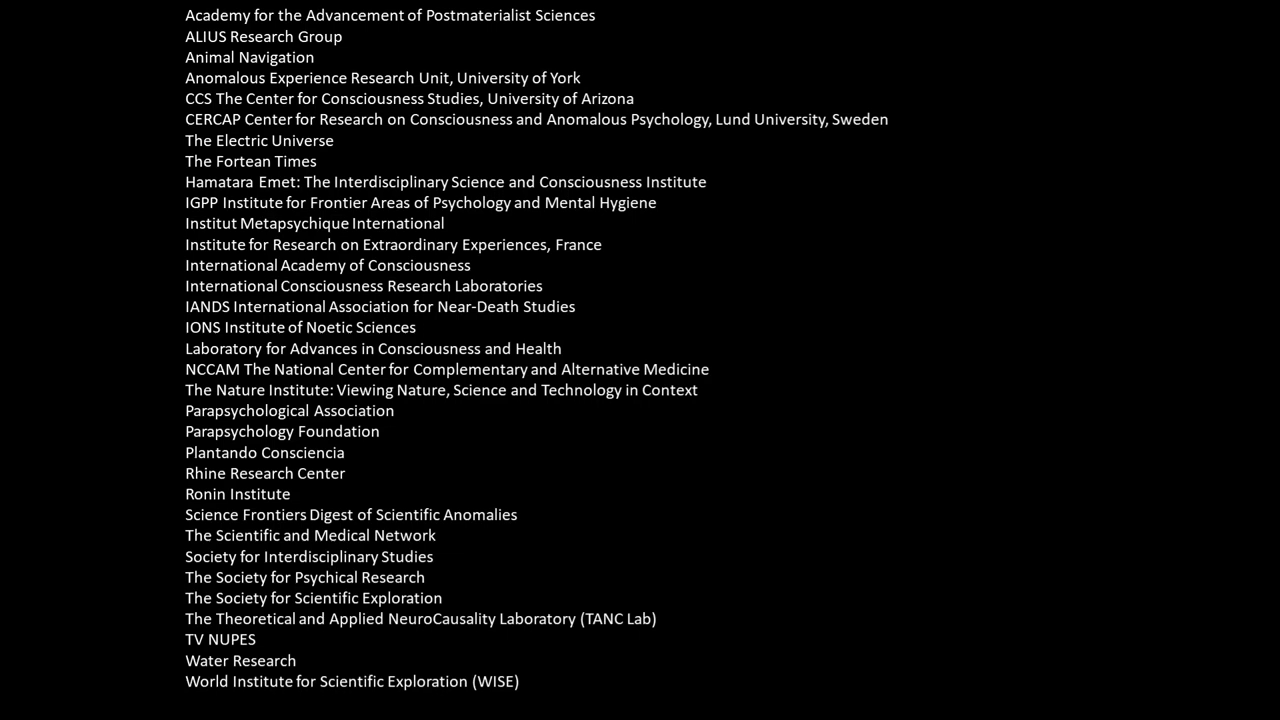 Academy for the Advancement of Postmaterialist Sciences
ALIUS Research Group
Animal Navigation
Anomalous Experience Research Unit, University of York
CCS The Center for Consciousness Studies, University of Arizona
CERCAP Center for Research on Consciousness and Anomalous Psychology, Lund University, Sweden
The Electric Universe
The Fortean Times
Hamatara Emet: The Interdisciplinary Science and Consciousness Institute
IGPP Institute for Frontier Areas of Psychology and Mental Hygiene
Institut Metapsychique International
Institute for Research on Extraordinary Experiences, France
International Academy of Consciousness
International Consciousness Research Laboratories
IANDS International Association for Near-Death Studies
IONS Institute of Noetic Sciences
Laboratory for Advances in Consciousness and Health
NCCAM The National Center for Complementary and Alternative Medicine
The Nature Institute: Viewing Nature, Science and Technology in Context
Parapsychological Association
Parapsychology Foundation
Plantando Consciencia
Rhine Research Center
Ronin Institute
Science Frontiers Digest of Scientific Anomalies
The Scientific and Medical Network
Society for Interdisciplinary Studies
The Society for Psychical Research
The Society for Scientific Exploration
The Theoretical and Applied NeuroCausality Laboratory (TANC Lab)
TV NUPES
Water Research
World Institute for Scientific Exploration (WISE)